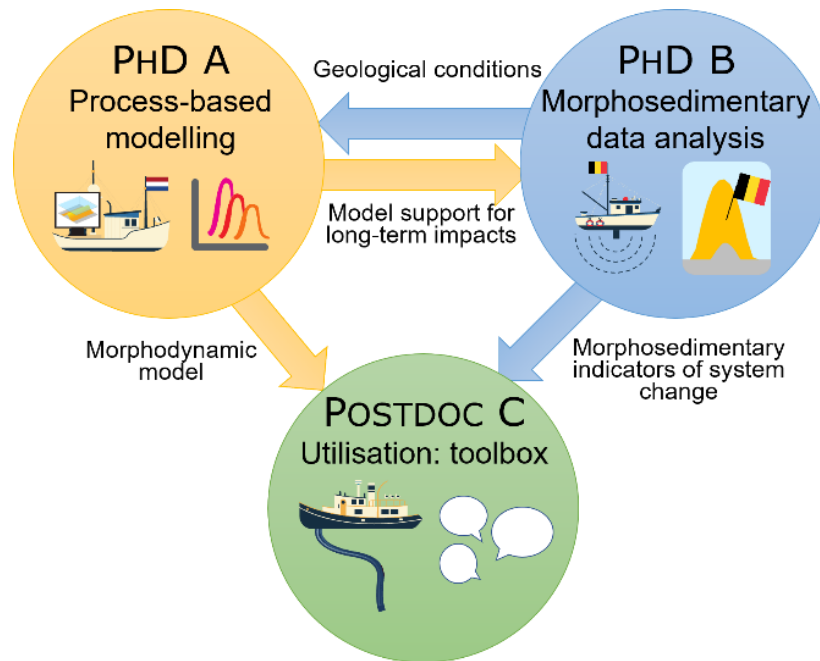 PHD A
Process-based
modelling
Geological conditions
PHD B
Morphosedimentary
data analysis
Model support for
long-term impacts
Morphodynamic
model
Morphosedimentary
indicators of system
change
POSTDOC C
Utilisation: toolbox